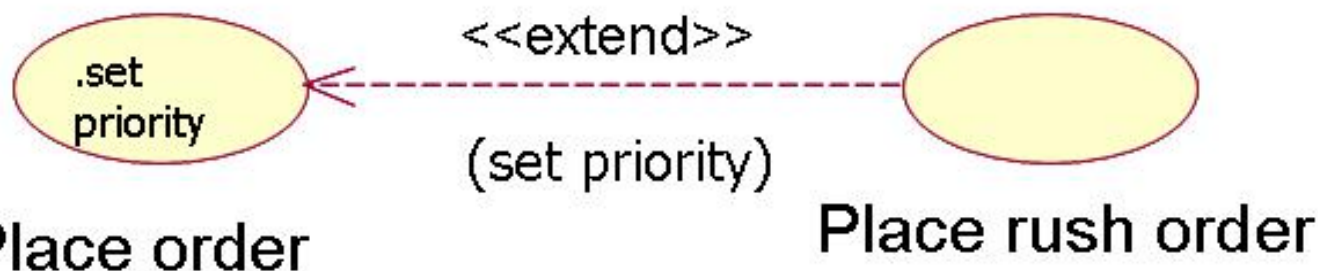 <<extend>>
.set
priority
(set priority)
Place order
Place rush order